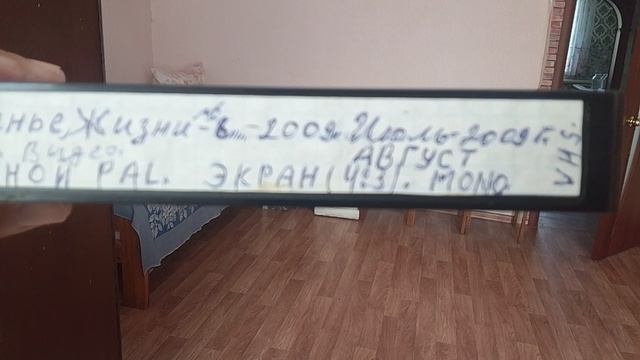 нье, Жизни - в... - 2009г. Июль - 2009г.
Видео. АВГУСТ
НОЙ PAL. ЭКРАН (4:3). MONO.
VHS.